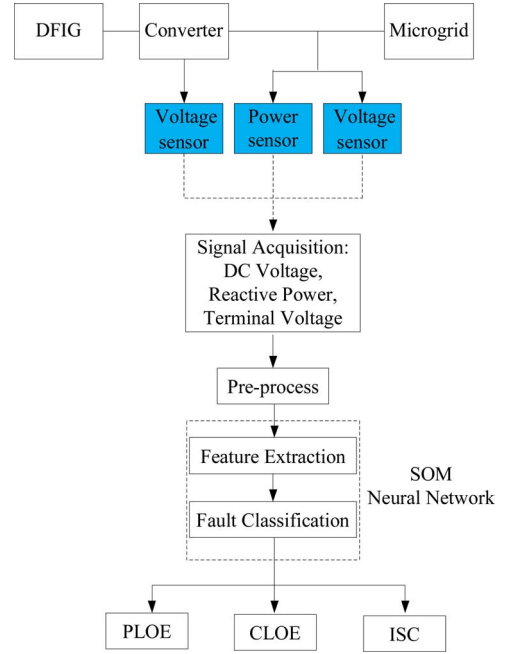 DFIG
Converter
Microgrid
Voltage
sensor
Power
sensor
Voltage
sensor
Signal Acquisition:
DC Voltage,
Reactive Power,
Terminal Voltage
Pre-process
Feature Extraction
SOM
Neural Network
Fault Classification
PLOE
CLOE
ISC